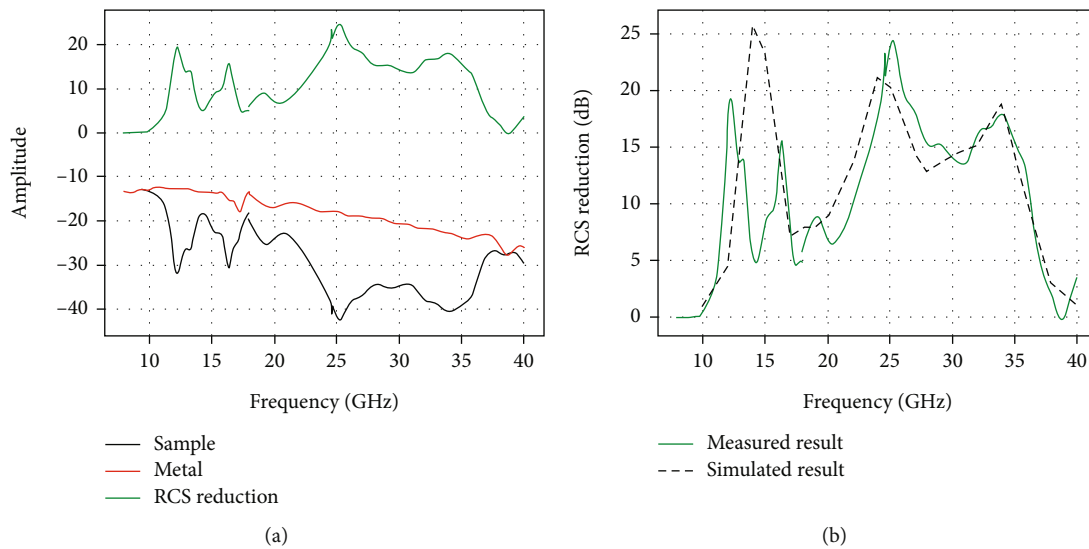 20
10
0
−10
−20
−30
−40
Amplitude
10 15 20 25 30 35 40
Frequency (GHz)
Sample
Metal
RCS reduction
(a)
25
20
15
10
5
0
RCS reduction (dB)
10 15 20 25 30 35 40
Frequency (GHz)
Measured result
Simulated result
(b)